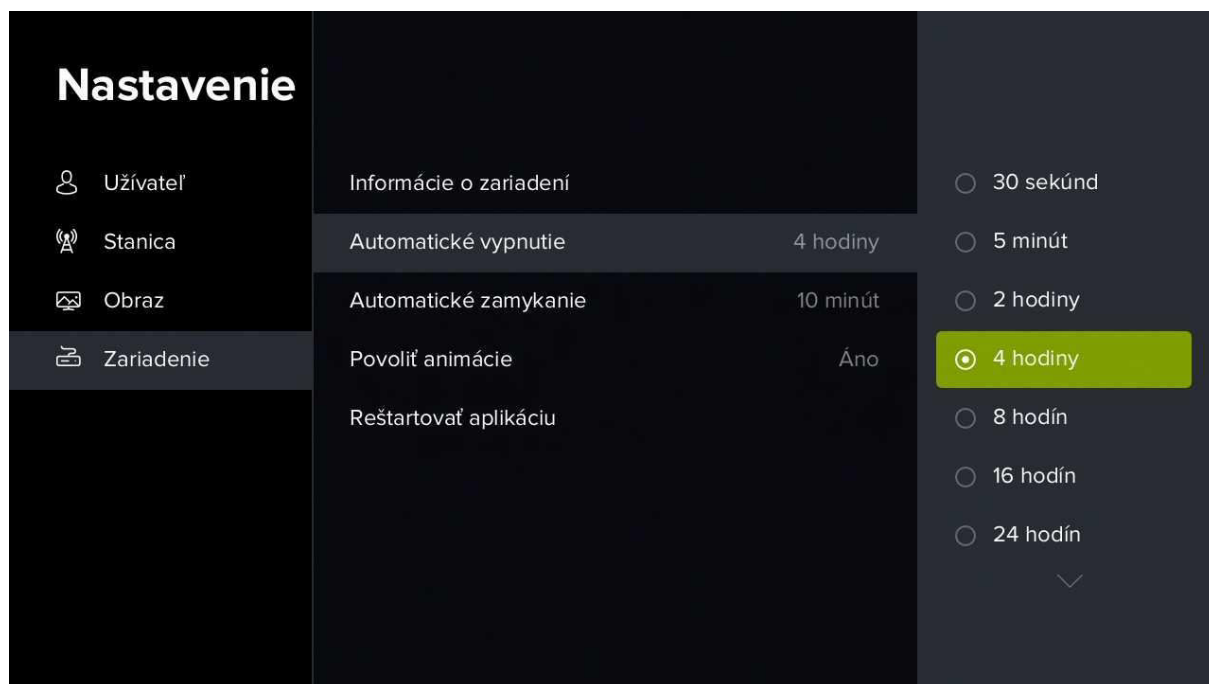 Nastavenie
Užívateľ
Stanica
Obraz
Zariadenie
Informácie o zariadení
Automatické vypnutie 4 hodiny
Automatické zamykanie 10 minút
Povoliť animácie Áno
Reštartovať aplikáciu
30 sekúnd
5 minút
2 hodiny
4 hodiny
8 hodín
16 hodín
24 hodín